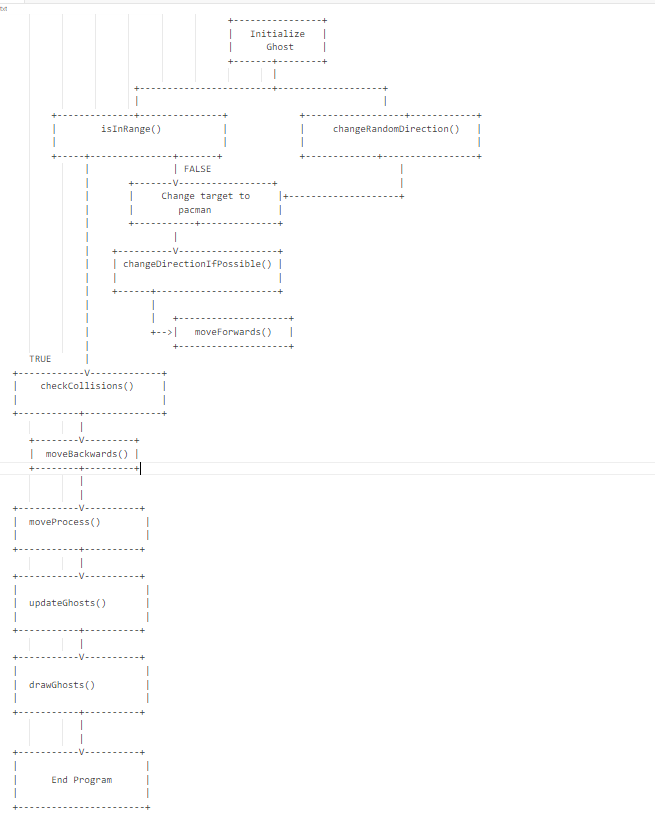 txt
Initialize
Ghost
isInRange()
changeRandomDirection()
FALSE
V
Change target to
pacman
V
changeDirectionIfPossible()
moveForwards()
TRUE
V
checkCollisions()
V
moveBackwards()
V
moveProcess()
V
updateGhosts()
V
drawGhosts()
V
End Program